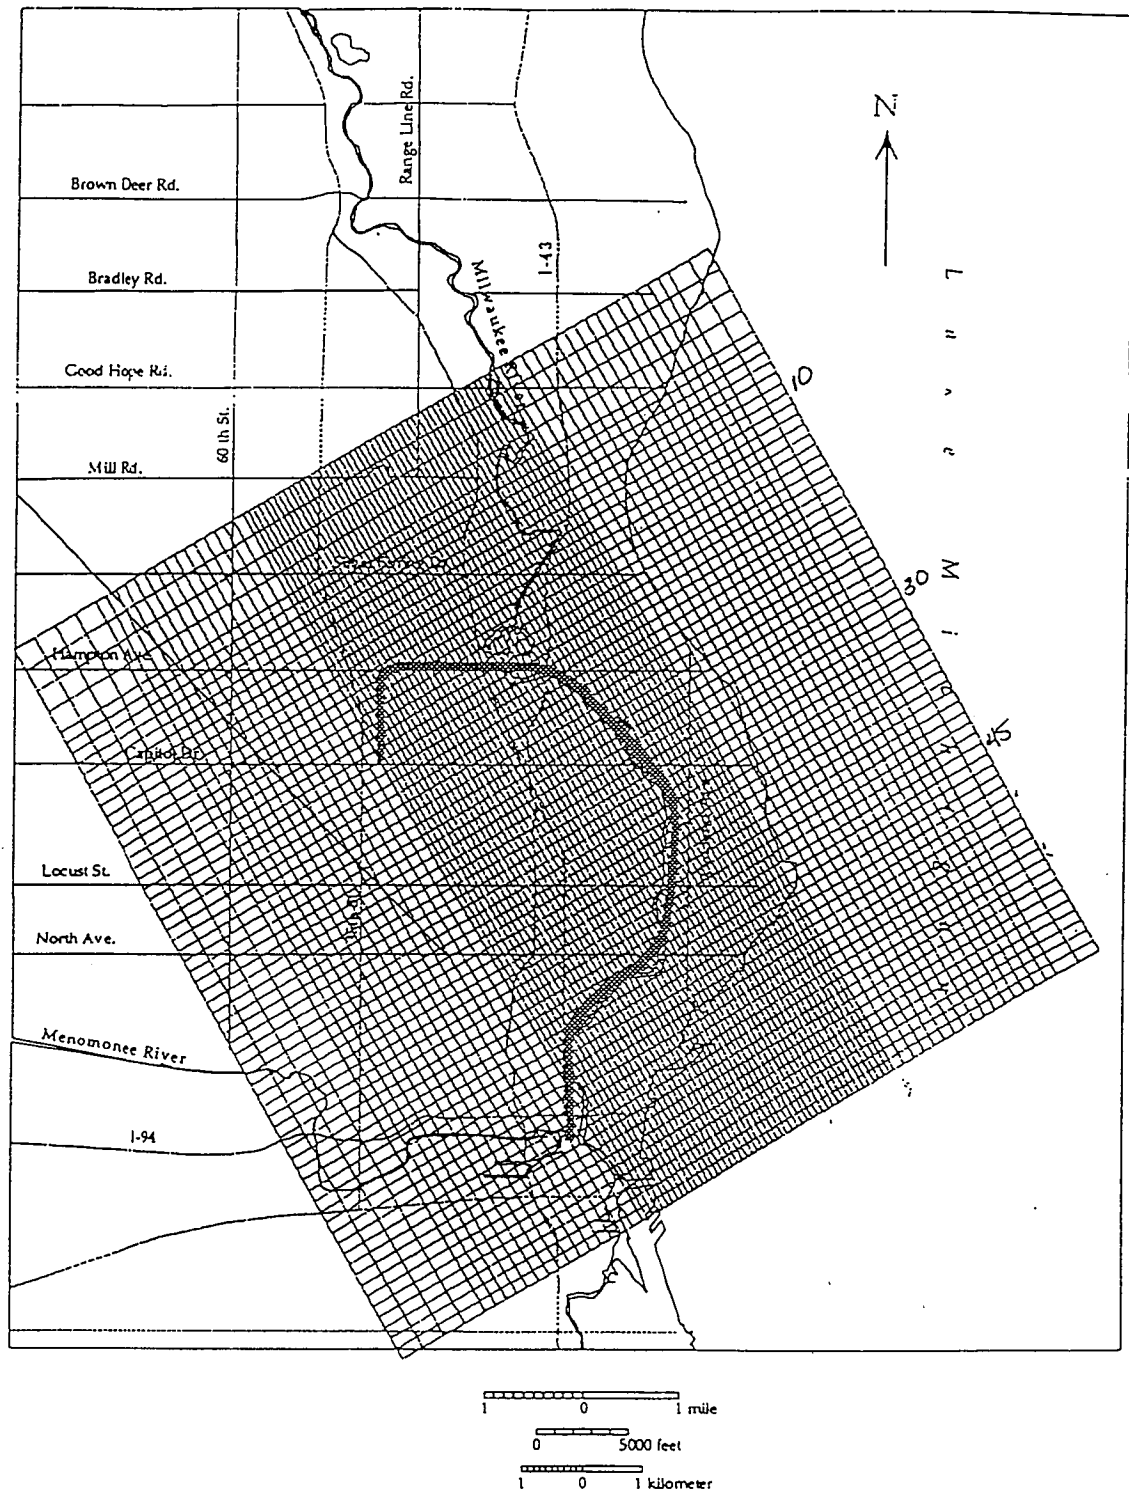 N
Range Line Rd.
Brown Deer Rd.
I-43
Bradley Rd.
Milwaukee River
Good Hope Rd.
10
60 th St.
Mill Rd.
30
Hampton Ave.
45
Capitol Dr.
Locust St.
North Ave.
Menomonee River
I-94
1 0 1 mile
0 5000 feet
1 0 1 kilometer